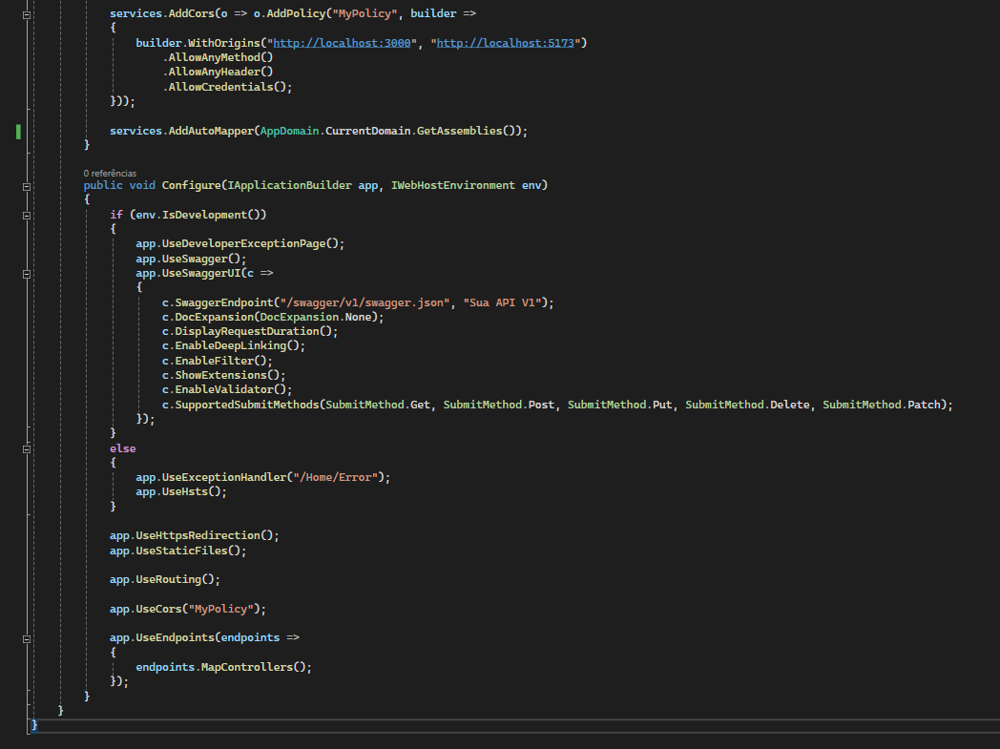 services.AddCors(o => o.AddPolicy("MyPolicy", builder =>
{
builder.WithOrigins("http://localhost:3000", "http://localhost:5173")
.AllowAnyMethod()
.AllowAnyHeader()
.AllowCredentials();
}));
services.AddAutoMapper(AppDomain.CurrentDomain.GetAssemblies());
}
0 referências
public void Configure(IApplicationBuilder app, IWebHostEnvironment env)
{
if (env.IsDevelopment())
{
app.UseDeveloperExceptionPage();
app.UseSwagger();
app.UseSwaggerUI(c =>
{
c.SwaggerEndpoint("/swagger/v1/swagger.json", "Sua API V1");
c.DocExpansion(DocExpansion.None);
c.DisplayRequestDuration();
c.EnableDeepLinking();
c.EnableFilter();
c.ShowExtensions();
c.EnableValidator();
c.SupportedSubmitMethods(SubmitMethod.Get, SubmitMethod.Post, SubmitMethod.Put, SubmitMethod.Delete, SubmitMethod.Patch);
});
}
else
{
app.UseExceptionHandler("/Home/Error");
app.UseHsts();
}
app.UseHttpsRedirection();
app.UseStaticFiles();
app.UseRouting();
app.UseCors("MyPolicy");
app.UseEndpoints(endpoints =>
{
endpoints.MapControllers();
});
}
}
}